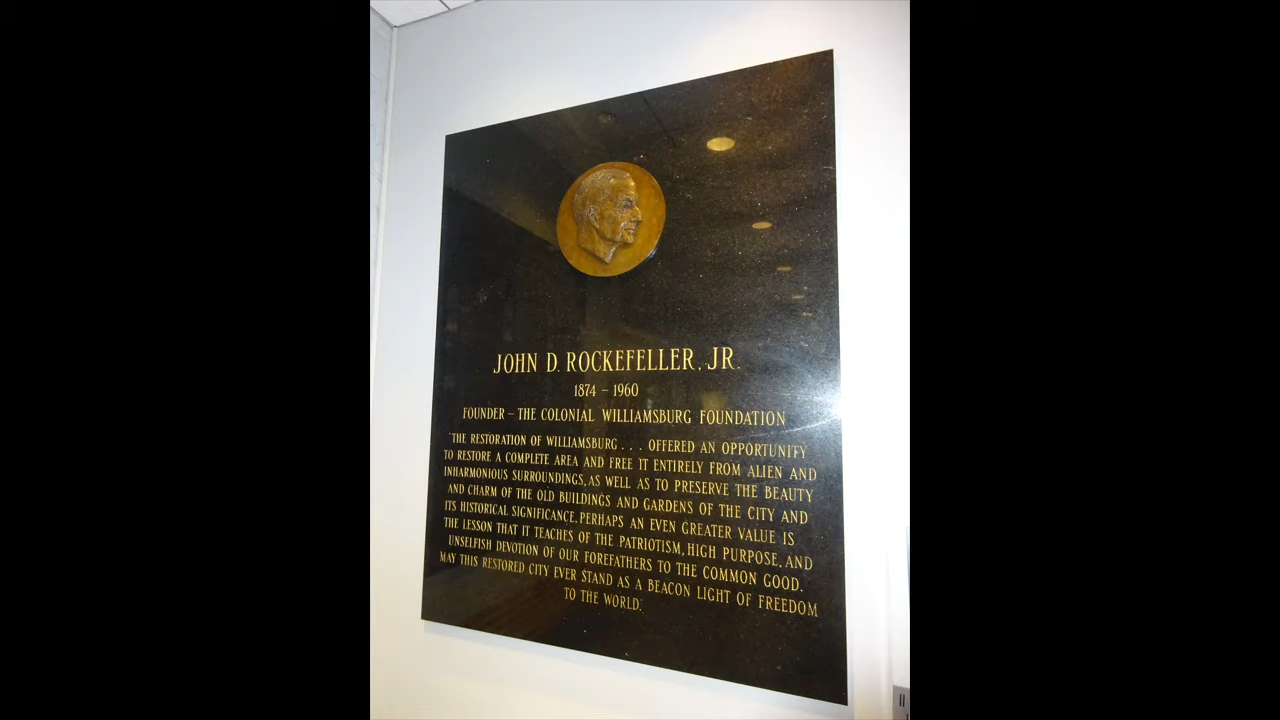 JOHN D. ROCKEFELLER, JR.
1874 – 1960
FOUNDER – THE COLONIAL WILLIAMSBURG FOUNDATION
"THE RESTORATION OF WILLIAMSBURG . . . OFFERED AN OPPORTUNITY
TO RESTORE A COMPLETE AREA AND FREE IT ENTIRELY FROM ALIEN AND
INHARMONIOUS SURROUNDINGS, AS WELL AS TO PRESERVE THE BEAUTY
AND CHARM OF THE OLD BUILDINGS AND GARDENS OF THE CITY AND
ITS HISTORICAL SIGNIFICANCE. PERHAPS AN EVEN GREATER VALUE IS
THE LESSON THAT IT TEACHES OF THE PATRIOTISM, HIGH PURPOSE, AND
UNSELFISH DEVOTION OF OUR FOREFATHERS TO THE COMMON GOOD.
MAY THIS RESTORED CITY EVER STAND AS A BEACON LIGHT OF FREEDOM
TO THE WORLD."